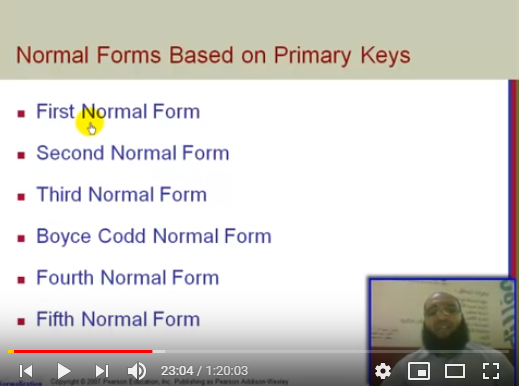 Normal Forms Based on Primary Keys
First Normal Form
Second Normal Form
Third Normal Form
Boyce Codd Normal Form
Fourth Normal Form
Fifth Normal Form
23:04 / 1:20:03
Copyright © 2007 Pearson Education, Inc. Publishing as Pearson Addison-Wesley